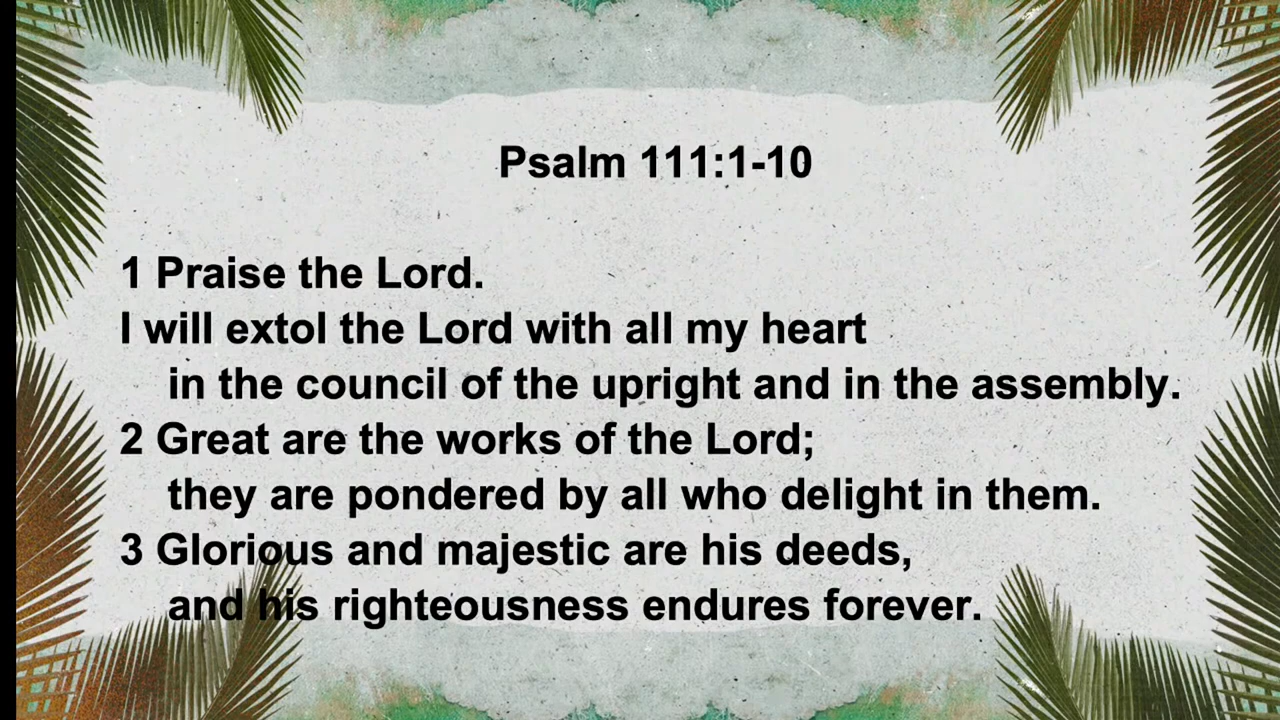 Psalm 111:1-10
1 Praise the Lord.
I will extol the Lord with all my heart
in the council of the upright and in the assembly.
2 Great are the works of the Lord;
they are pondered by all who delight in them.
3 Glorious and majestic are his deeds,
and his righteousness endures forever.